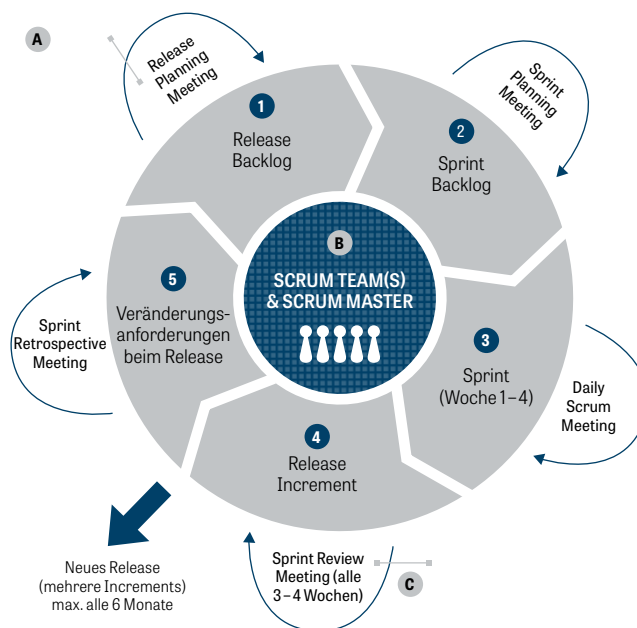 A
Release
Planning
Meeting
1
Release
Backlog
Sprint
Planning
Meeting
2
Sprint
Backlog
B
SCRUM TEAM(S)
& SCRUM MASTER
3
Sprint
(Woche 1–4)
Daily
Scrum
Meeting
4
Release
Increment
Sprint Review
Meeting (alle
3–4 Wochen)
C
5
Veränderungs-
anforderungen
beim Release
Sprint
Retrospective
Meeting
Neues Release
(mehrere Increments)
max. alle 6 Monate